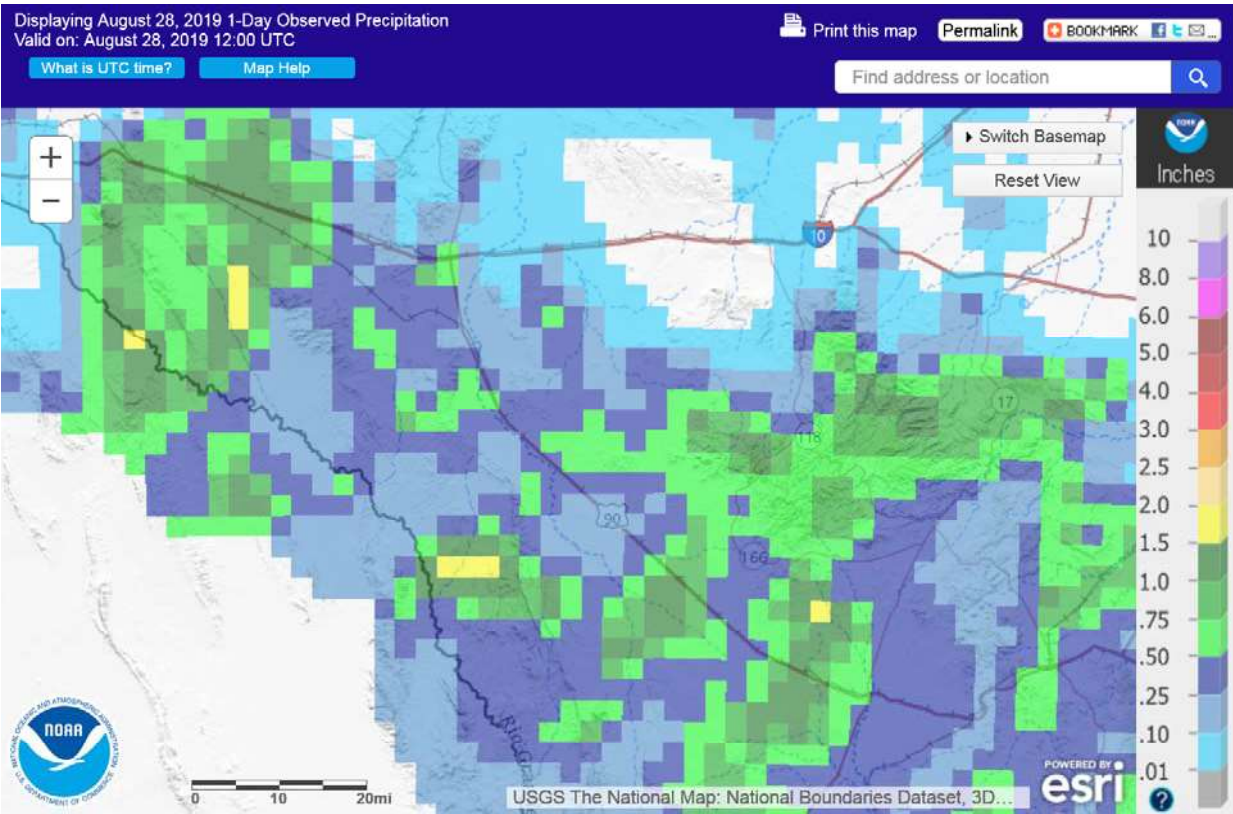 Displaying August 28, 2019 1-Day Observed Precipitation
Valid on: August 28, 2019 12:00 UTC
What is UTC time?
Map Help
Print this map
Permalink
BOOKMARK
...
Find address or location
+
−
Switch Basemap
Reset View
NOAA
Inches
10
8.0
6.0
5.0
4.0
3.0
2.5
2.0
1.5
1.0
.75
.50
.25
.10
.01
10
17
118
90
166
Rio Gra
NATIONAL OCEANIC AND ATMOSPHERIC ADMINISTRATION
NOAA
U.S. DEPARTMENT OF COMMERCE
0 10 20mi
USGS The National Map: National Boundaries Dataset, 3D...
POWERED BY
esri
?